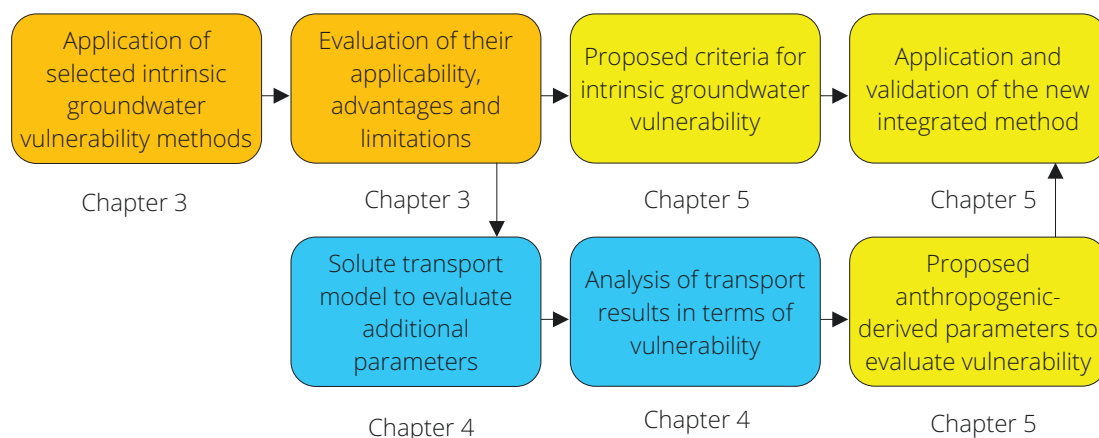 Application of
selected intrinsic
groundwater
vulnerability methods
Chapter 3
Evaluation of their
applicability,
advantages and
limitations
Chapter 3
Proposed criteria for
intrinsic groundwater
vulnerability
Chapter 5
Application and
validation of the new
integrated method
Chapter 5
Solute transport
model to evaluate
additional
parameters
Chapter 4
Analysis of transport
results in terms of
vulnerability
Chapter 4
Proposed
anthropogenic-
derived parameters to
evaluate vulnerability
Chapter 5